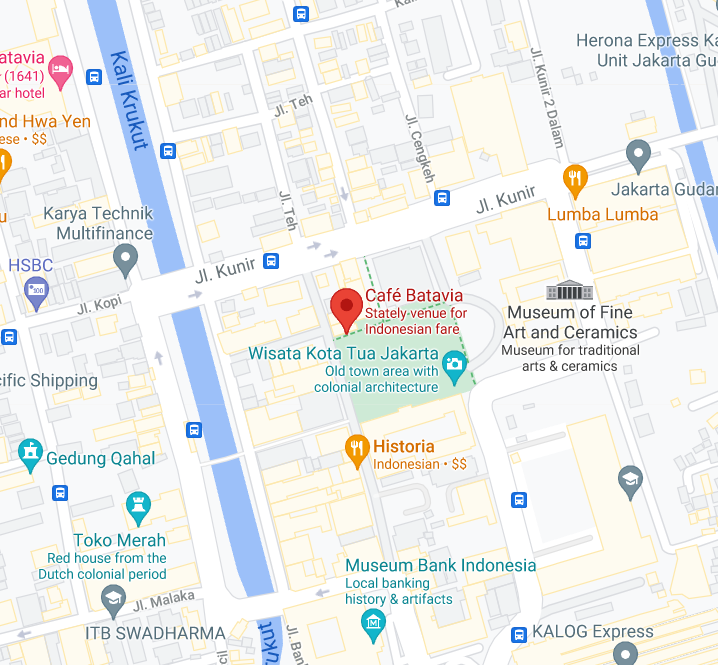 Kali
Herona Express Ka
Unit Jakarta Gu
atavia
(1641)
ar hotel
Kali Krukut
Jl. Teh
Jl. Kunir 2 Dalam
nd Hwa Yen
ese • $$
Jl. Cengkeh
u
Jl. Teh
Jl. Kunir
Jakarta Gudan
Lumba Lumba
Karya Technik
Multifinance
HSBC
Jl. Kunir
Jl. Kopi
Café Batavia
Stately venue for
Indonesian fare
Museum of Fine
Art and Ceramics
Museum for traditional
arts & ceramics
Wisata Kota Tua Jakarta
Old town area with
colonial architecture
cific Shipping
Historia
Indonesian • $$
Gedung Qahal
Toko Merah
Red house from the
Dutch colonial period
Museum Bank Indonesia
Local banking
history & artifacts
Jl. Malaka
ITB SWADHARMA
KALOG Express
nkut
Jl. Ban